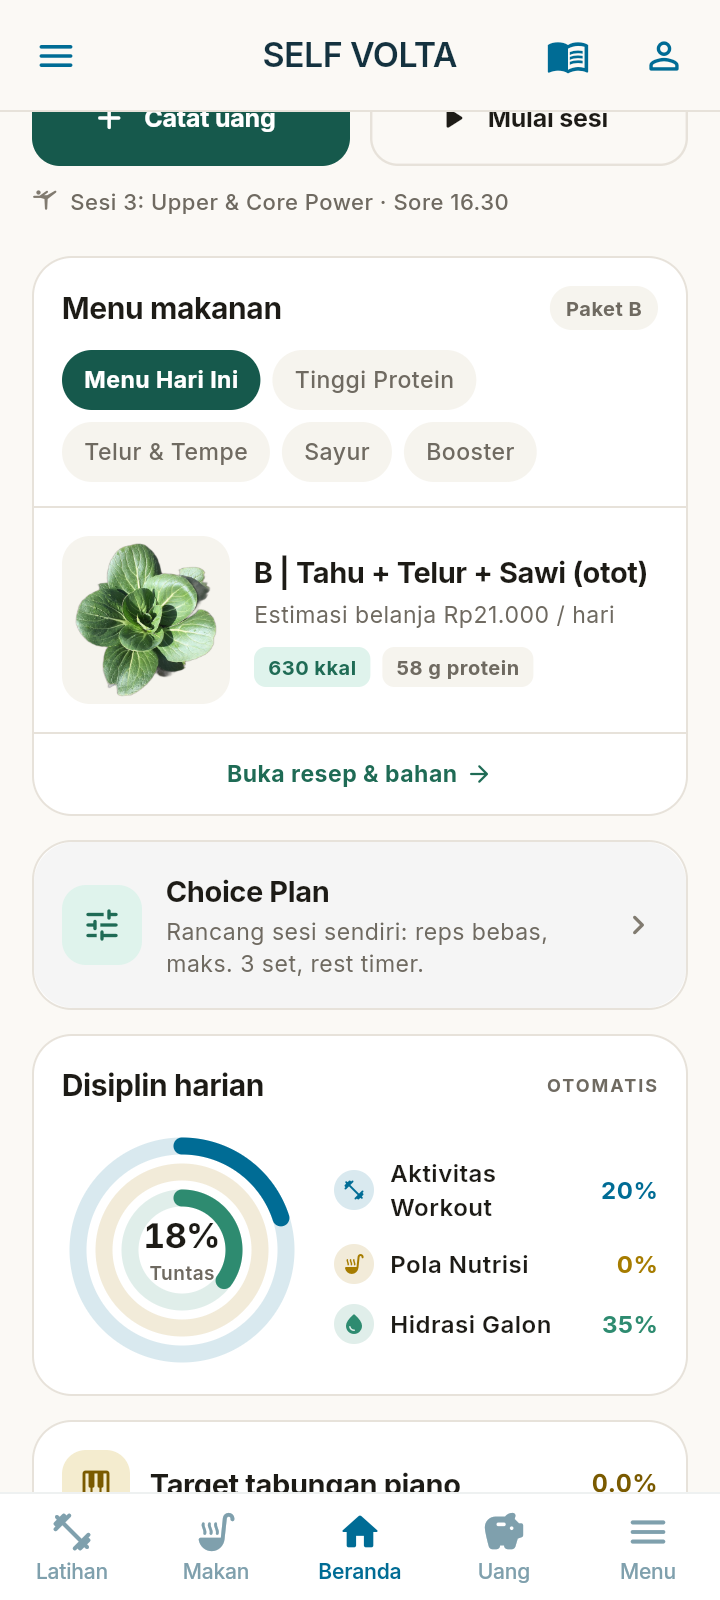 SELF VOLTA
Catat uang
Mulai sesi
Sesi 3: Upper & Core Power · Sore 16.30
Menu makanan
Paket B
Menu Hari Ini
Tinggi Protein
Telur & Tempe
Sayur
Booster
B | Tahu + Telur + Sawi (otot)
Estimasi belanja Rp21.000 / hari
630 kkal
58 g protein
Buka resep & bahan →
Choice Plan
Rancang sesi sendiri: reps bebas,
maks. 3 set, rest timer.
Disiplin harian
OTOMATIS
18%
Tuntas
Aktivitas
Workout
20%
Pola Nutrisi
0%
Hidrasi Galon
35%
Target tabungan piano
0.0%
Latihan
Makan
Beranda
Uang
Menu